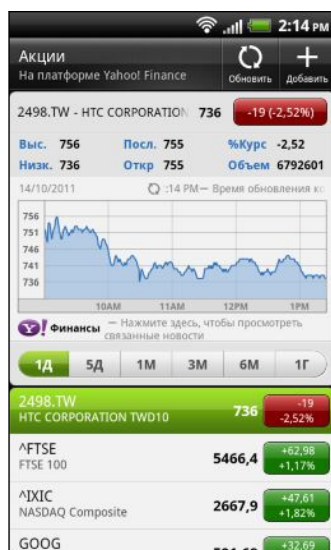 2:14 PM
Акции
На платформе Yahoo! Finance
Обновить
Добавить
2498.TW - HTC CORPORATION 736 -19 (-2,52%)
Выс. 756 Посл. 755 %Курс -2,52
Низк. 736 Откр 755 Объем 6792601
14/10/2011 :14 PM— Время обновления
756
751
746
741
736
10AM 11AM 12PM 1PM
Y! Финансы — Нажмите здесь, чтобы просмотреть
связанные новости
1Д 5Д 1М 3М 6М 1Г
2498.TW
HTC CORPORATION TWD10
736
-19
-2,52%
^FTSE
FTSE 100
5466,4
+62,98
+1,17%
^IXIC
NASDAQ Composite
2667,9
+47,61
+1,82%
GOOG
+32,69